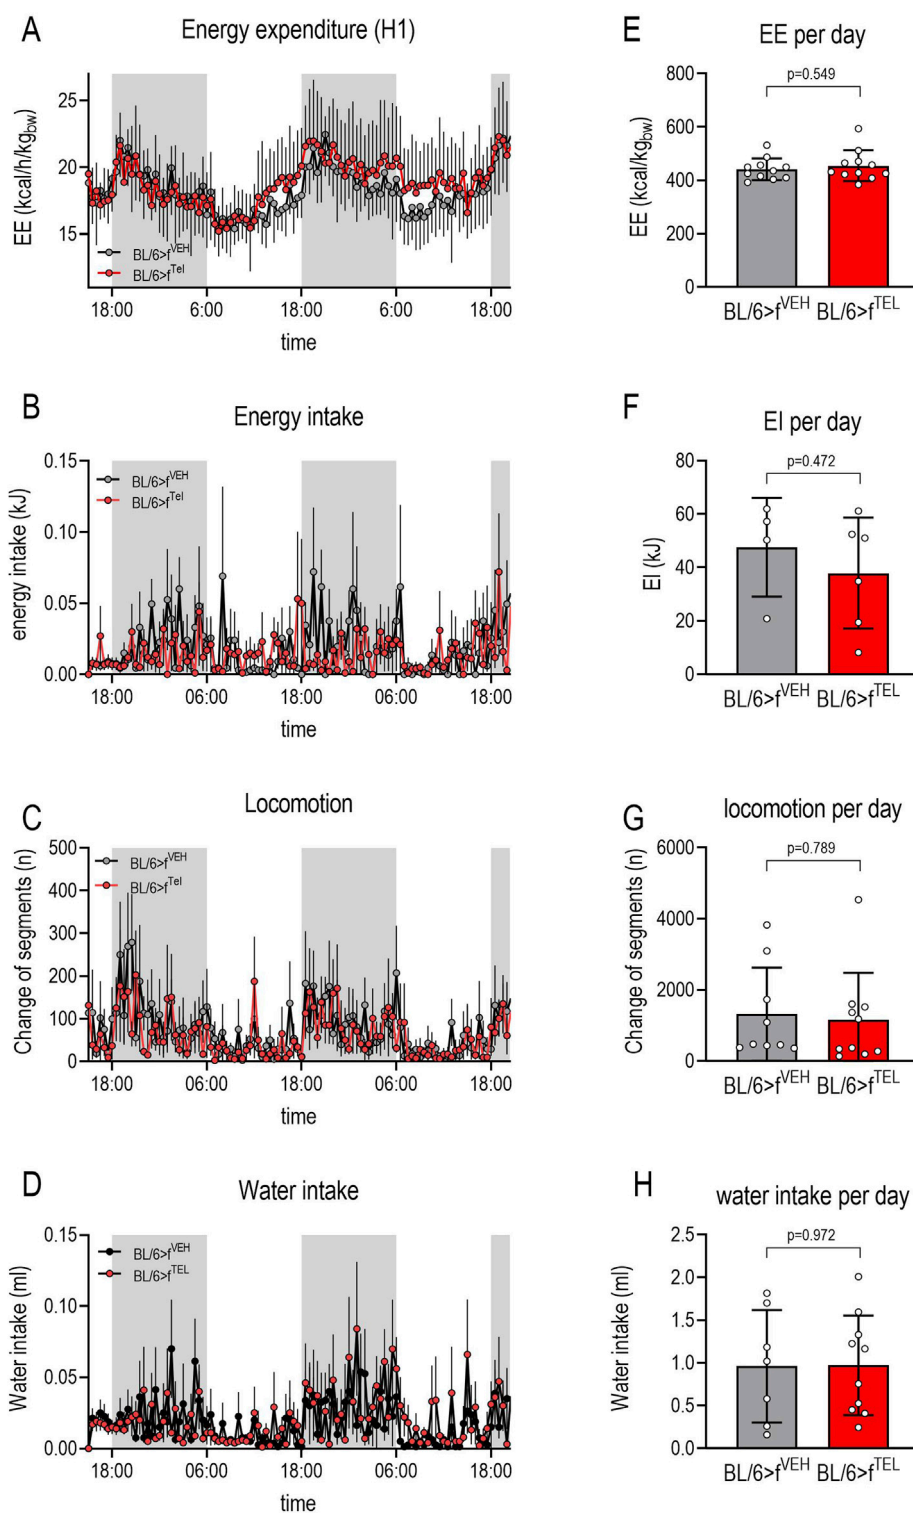 A
Energy expenditure (H1)
EE (kcal/h/kgbw)
25
20
15
BL/6>fVEH
BL/6>fTel
18:00 6:00 18:00 6:00 18:00
time
E
EE per day
p=0.549
EE (kcal/kgbw)
800
600
400
200
0
BL/6>fVEH BL/6>fTEL
B
Energy intake
energy intake (kJ)
0.15
0.10
0.05
0.00
BL/6>fVEH
BL/6>fTel
18:00 06:00 18:00 06:00 18:00
time
F
EI per day
p=0.472
EI (kJ)
80
60
40
20
0
BL/6>fVEH BL/6>fTEL
C
Locomotion
Change of segments (n)
500
400
300
200
100
0
BL/6>fVEH
BL/6>fTel
18:00 06:00 18:00 06:00 18:00
time
G
locomotion per day
p=0.789
Change of segments (n)
6000
4000
2000
0
BL/6>fVEH BL/6>fTEL
D
Water intake
Water intake (ml)
0.15
0.10
0.05
0.00
BL/6>fVEH
BL/6>fTEL
18:00 06:00 18:00 06:00 18:00
time
H
water intake per day
p=0.972
Water intake (ml)
2.5
2.0
1.5
1.0
0.5
0.0
BL/6>fVEH BL/6>fTEL